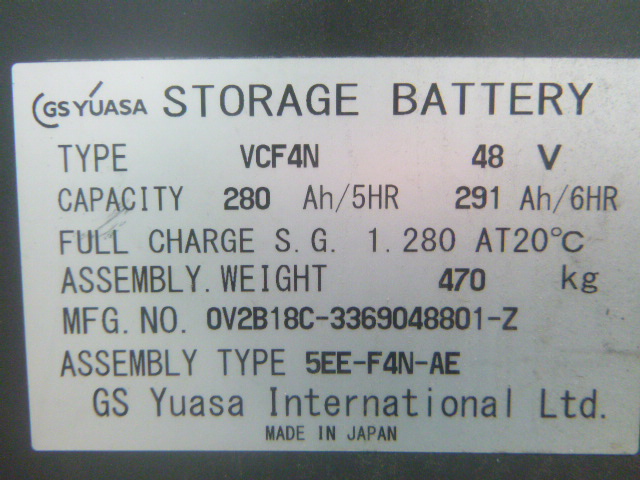 GS YUASA STORAGE BATTERY
TYPE VCF4N 48 V
CAPACITY 280 Ah/5HR 291 Ah/6HR
FULL CHARGE S.G. 1.280 AT20°C
ASSEMBLY.WEIGHT 470 kg
MFG.NO. 0V2B18C-3369048801-Z
ASSEMBLY TYPE 5EE-F4N-AE
GS Yuasa International Ltd.
MADE IN JAPAN